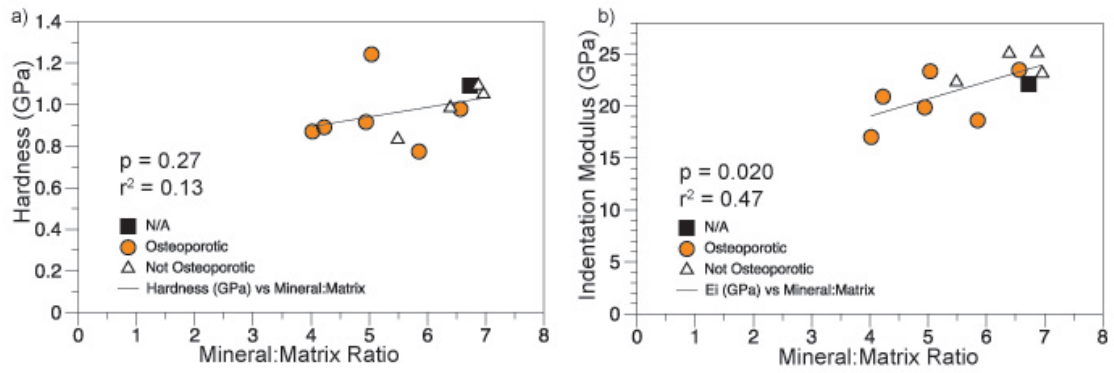 a)
Hardness (GPa)
1.4
1.2
1.0
0.8
0.6
0.4
0.2
0
p = 0.27
r² = 0.13
N/A
Osteoporotic
Not Osteoporotic
Hardness (GPa) vs Mineral:Matrix
0 1 2 3 4 5 6 7 8
Mineral:Matrix Ratio
b)
Indentation Modulus (GPa)
25
20
15
10
5
0
p = 0.020
r² = 0.47
N/A
Osteoporotic
Not Osteoporotic
Ei (GPa) vs Mineral:Matrix
0 1 2 3 4 5 6 7 8
Mineral:Matrix Ratio